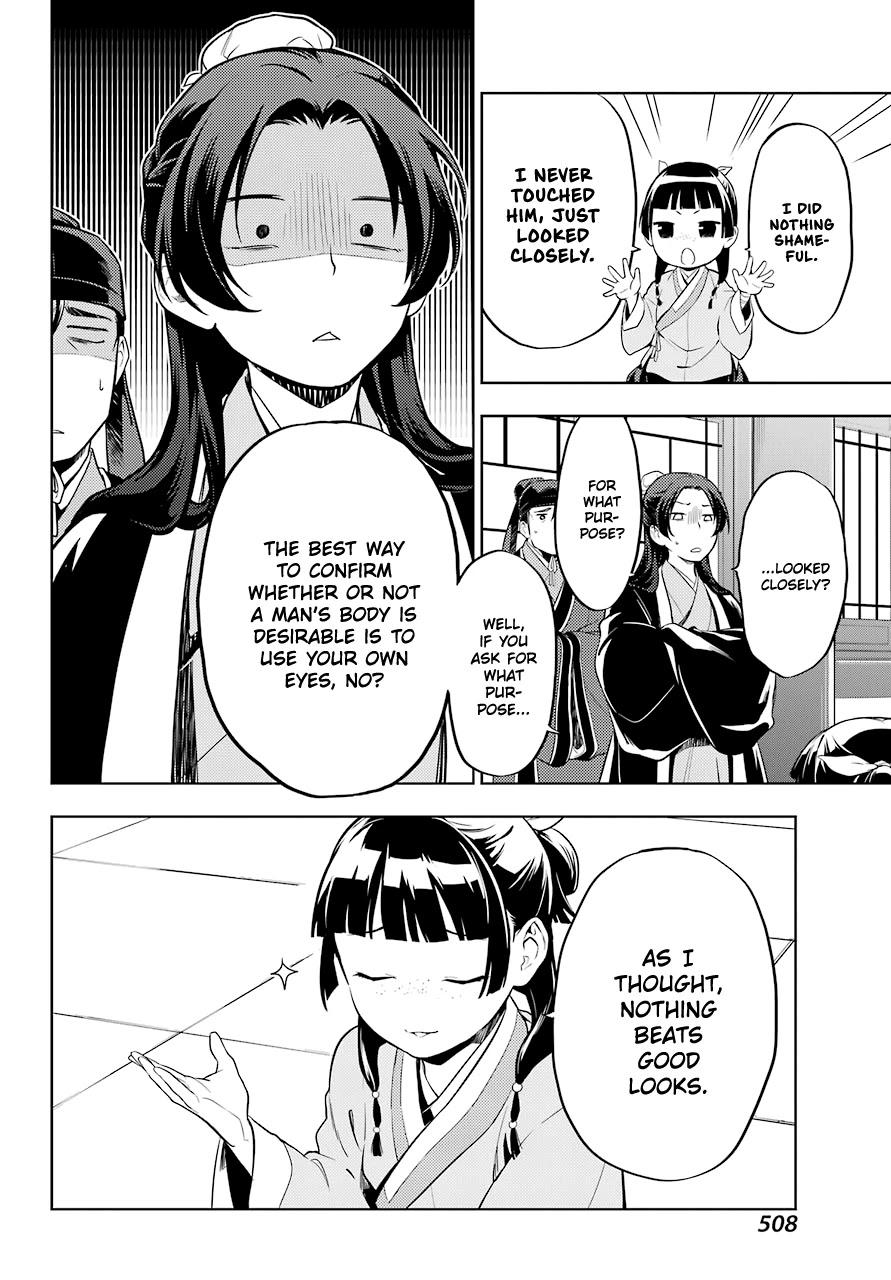 I DID
NOTHING
SHAME-
FUL.
I NEVER
TOUCHED
HIM, JUST
LOOKED
CLOSELY.
...LOOKED
CLOSELY?
FOR
WHAT
PUR-
POSE?
WELL,
IF YOU
ASK FOR
WHAT
PUR-
POSE...
THE BEST WAY
TO CONFIRM
WHETHER OR NOT
A MAN'S BODY IS
DESIRABLE IS TO
USE YOUR OWN
EYES, NO?
AS I
THOUGHT,
NOTHING
BEATS
GOOD
LOOKS.
508